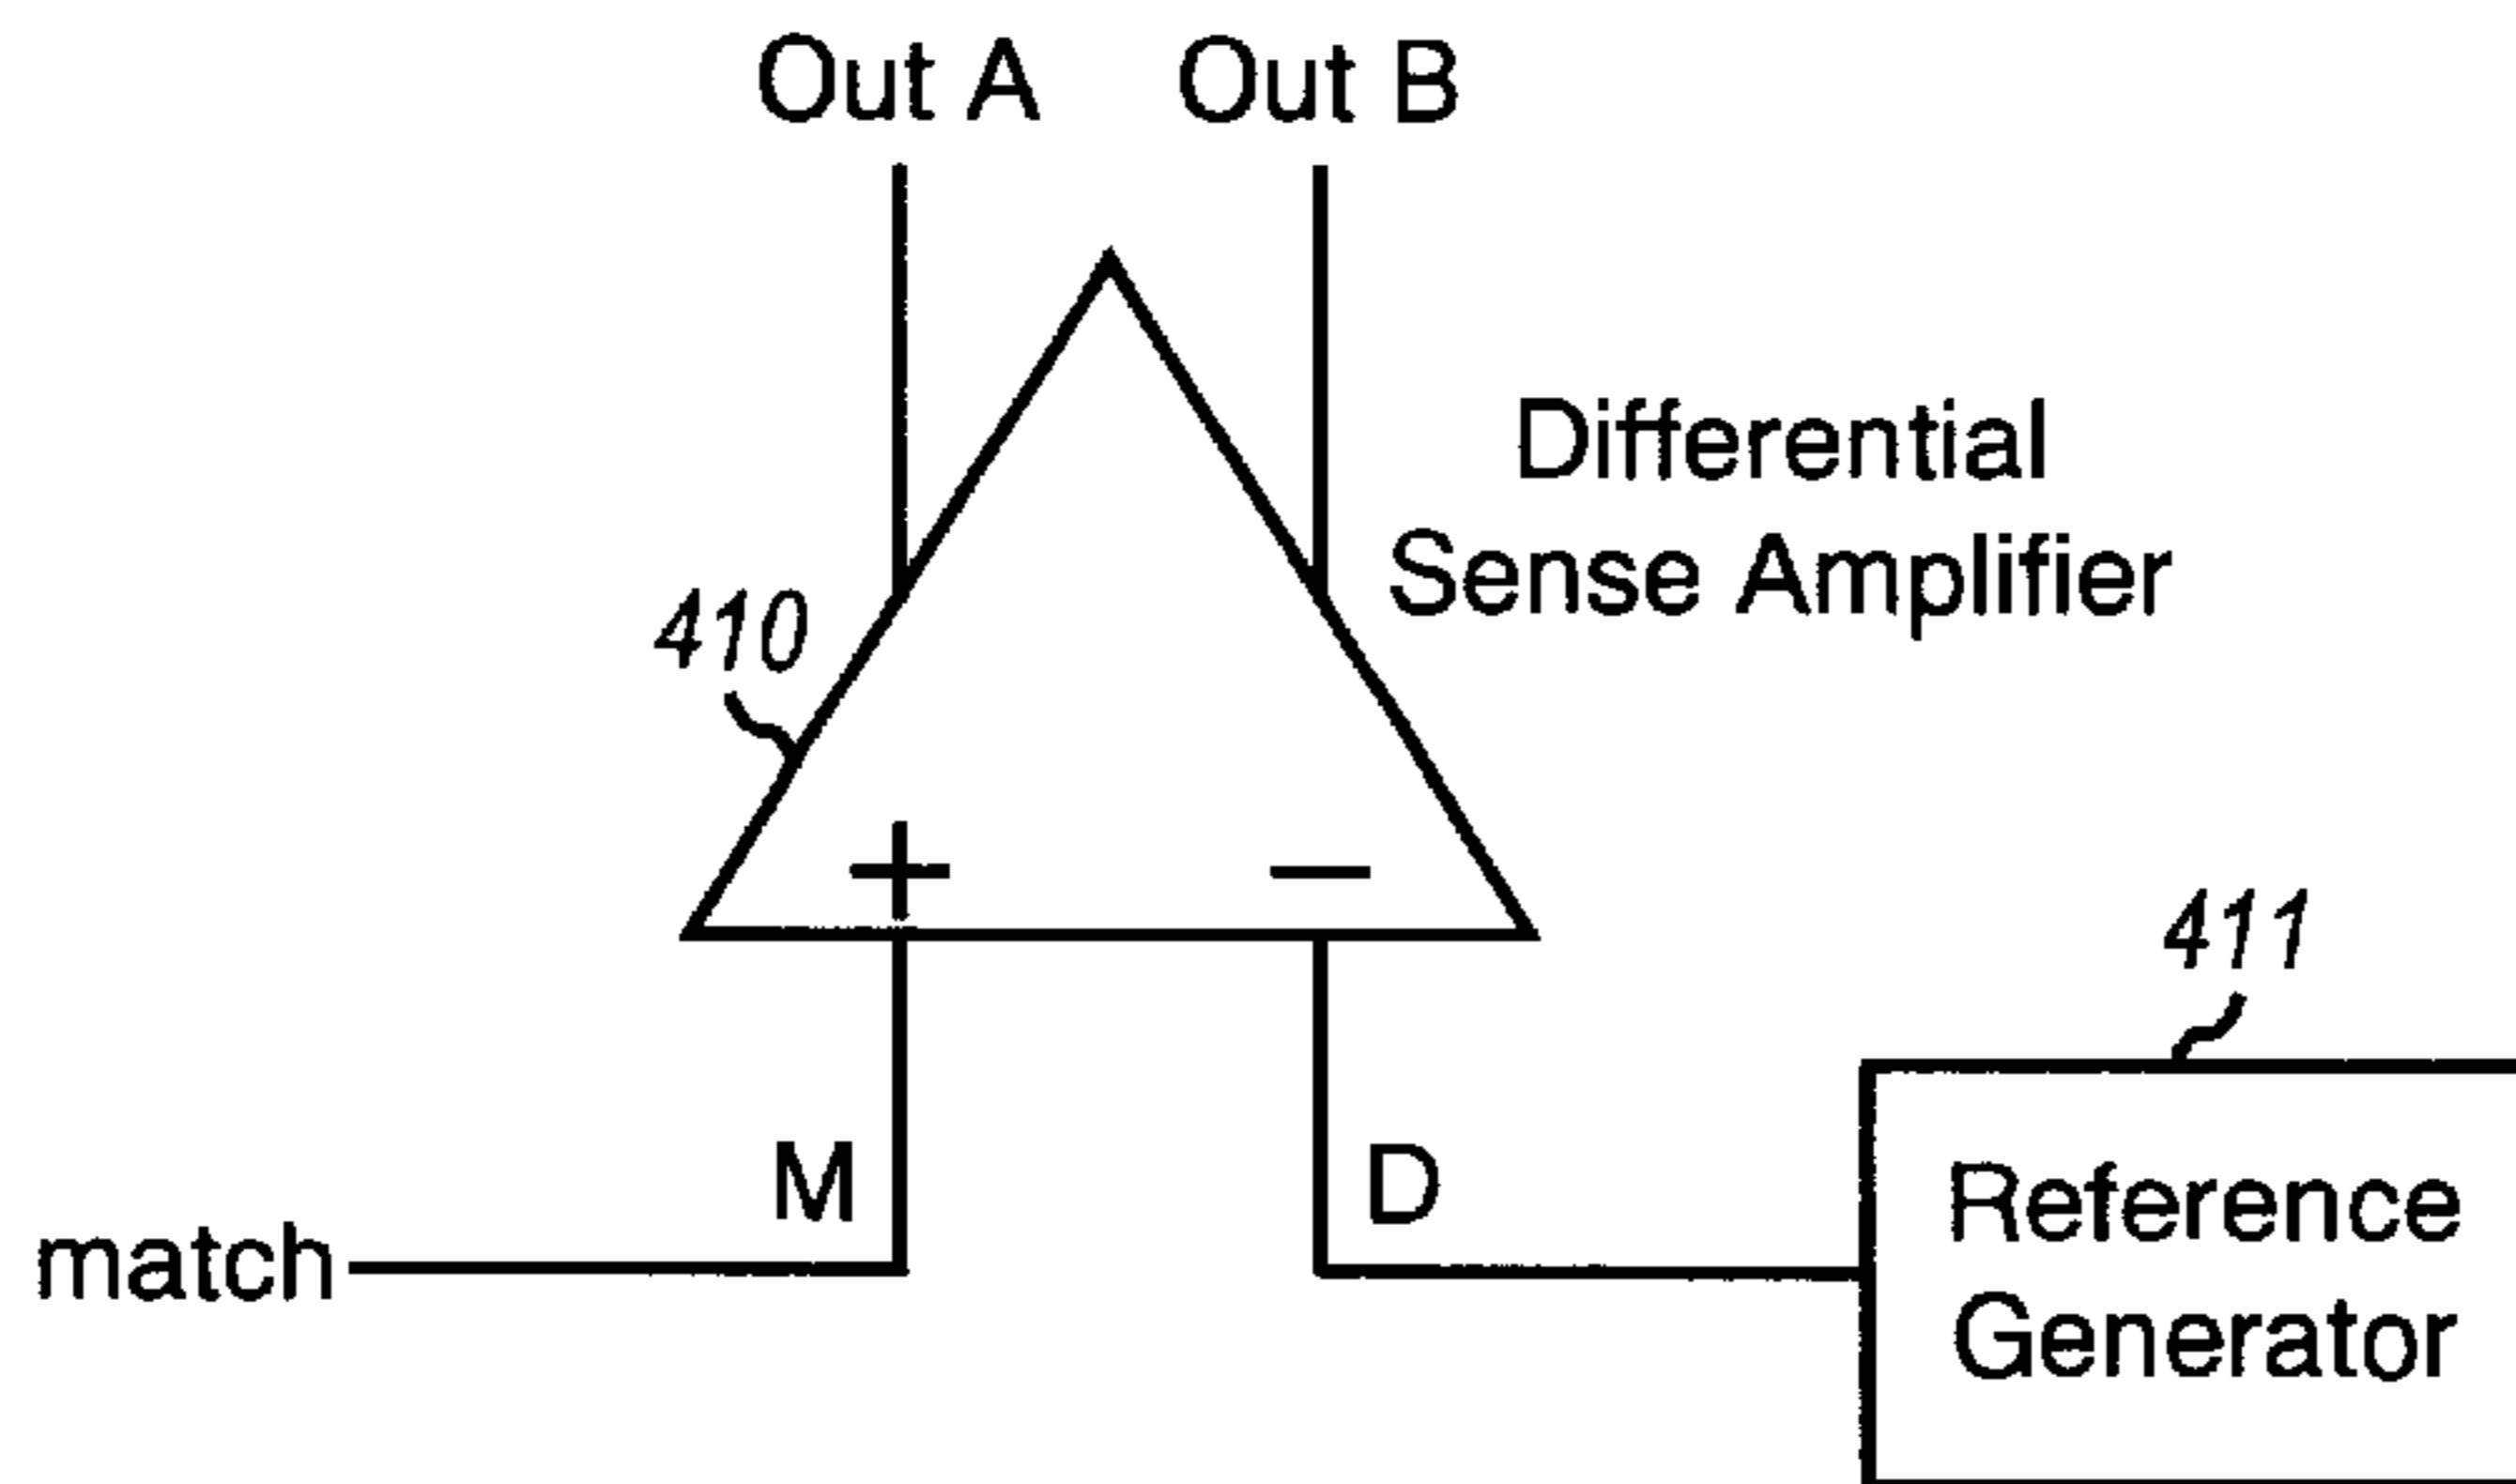 Out A Out B
Differential
Sense Amplifier
410
+ −
411
M D
match
Reference
Generator